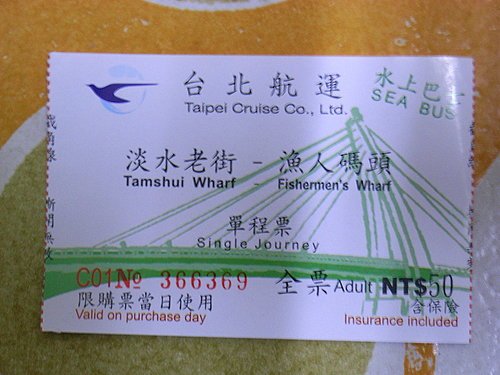 台北航運
Taipei Cruise Co., Ltd.
水上巴士
SEA BUS
淡水老街 - 漁人碼頭
Tamshui Wharf - Fishermen's Wharf
單程票
Single Journey
C01№ 366369
全票 Adult NT$50
限購票當日使用
含保險
Valid on purchase day
Insurance included